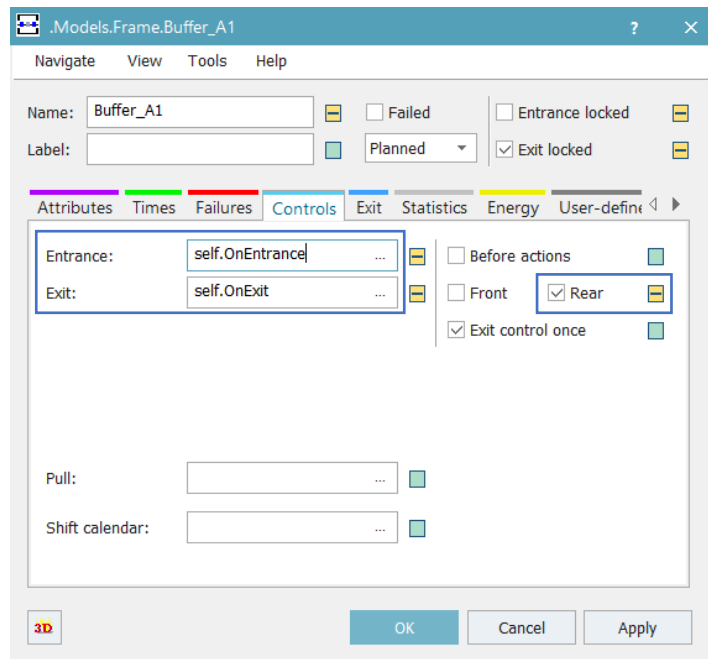 .Models.Frame.Buffer_A1 ? ×
Navigate View Tools Help
Name: Buffer_A1 Failed Entrance locked
Label: Planned Exit locked
Attributes Times Failures Controls Exit Statistics Energy User-define
Entrance: self.OnEntrance ... Before actions
Exit: self.OnExit ... Front Rear
Exit control once
Pull: ...
Shift calendar: ...
3D OK Cancel Apply